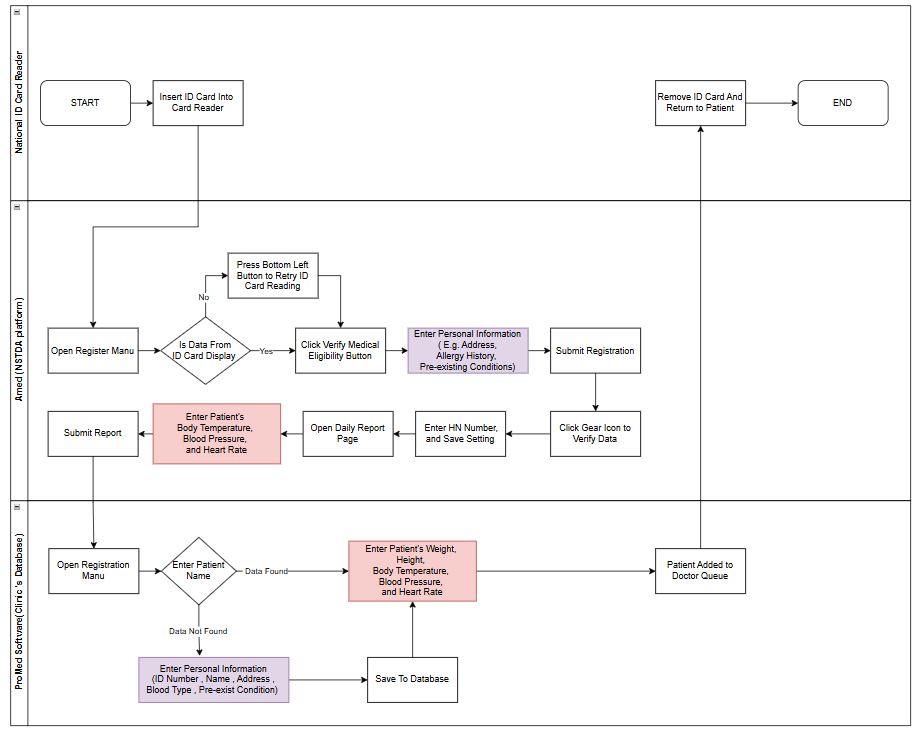 National ID Card Reader
START
Insert ID Card Into
Card Reader
Remove ID Card And
Return to Patient
END
Amed (NSTDA platform)
Press Bottom Left
Button to Retry ID
Card Reading
No
Open Register Manu
Is Data From
ID Card Display
Yes
Click Verify Medical
Eligibility Button
Enter Personal Information
( E.g. Address,
Allergy History,
Pre-existing Conditions)
Submit Registration
Submit Report
Enter Patient's
Body Temperature,
Blood Pressure,
and Heart Rate
Open Daily Report
Page
Enter HN Number,
and Save Setting
Click Gear Icon to
Verify Data
ProMed Software(Clinic's Database)
Open Registration
Manu
Enter Patient
Name
Data Found
Enter Patient's Weight,
Height,
Body Temperature,
Blood Pressure,
and Heart Rate
Patient Added to
Doctor Queue
Data Not Found
Enter Personal Information
(ID Number , Name , Address ,
Blood Type , Pre-exist Condition)
Save To Database